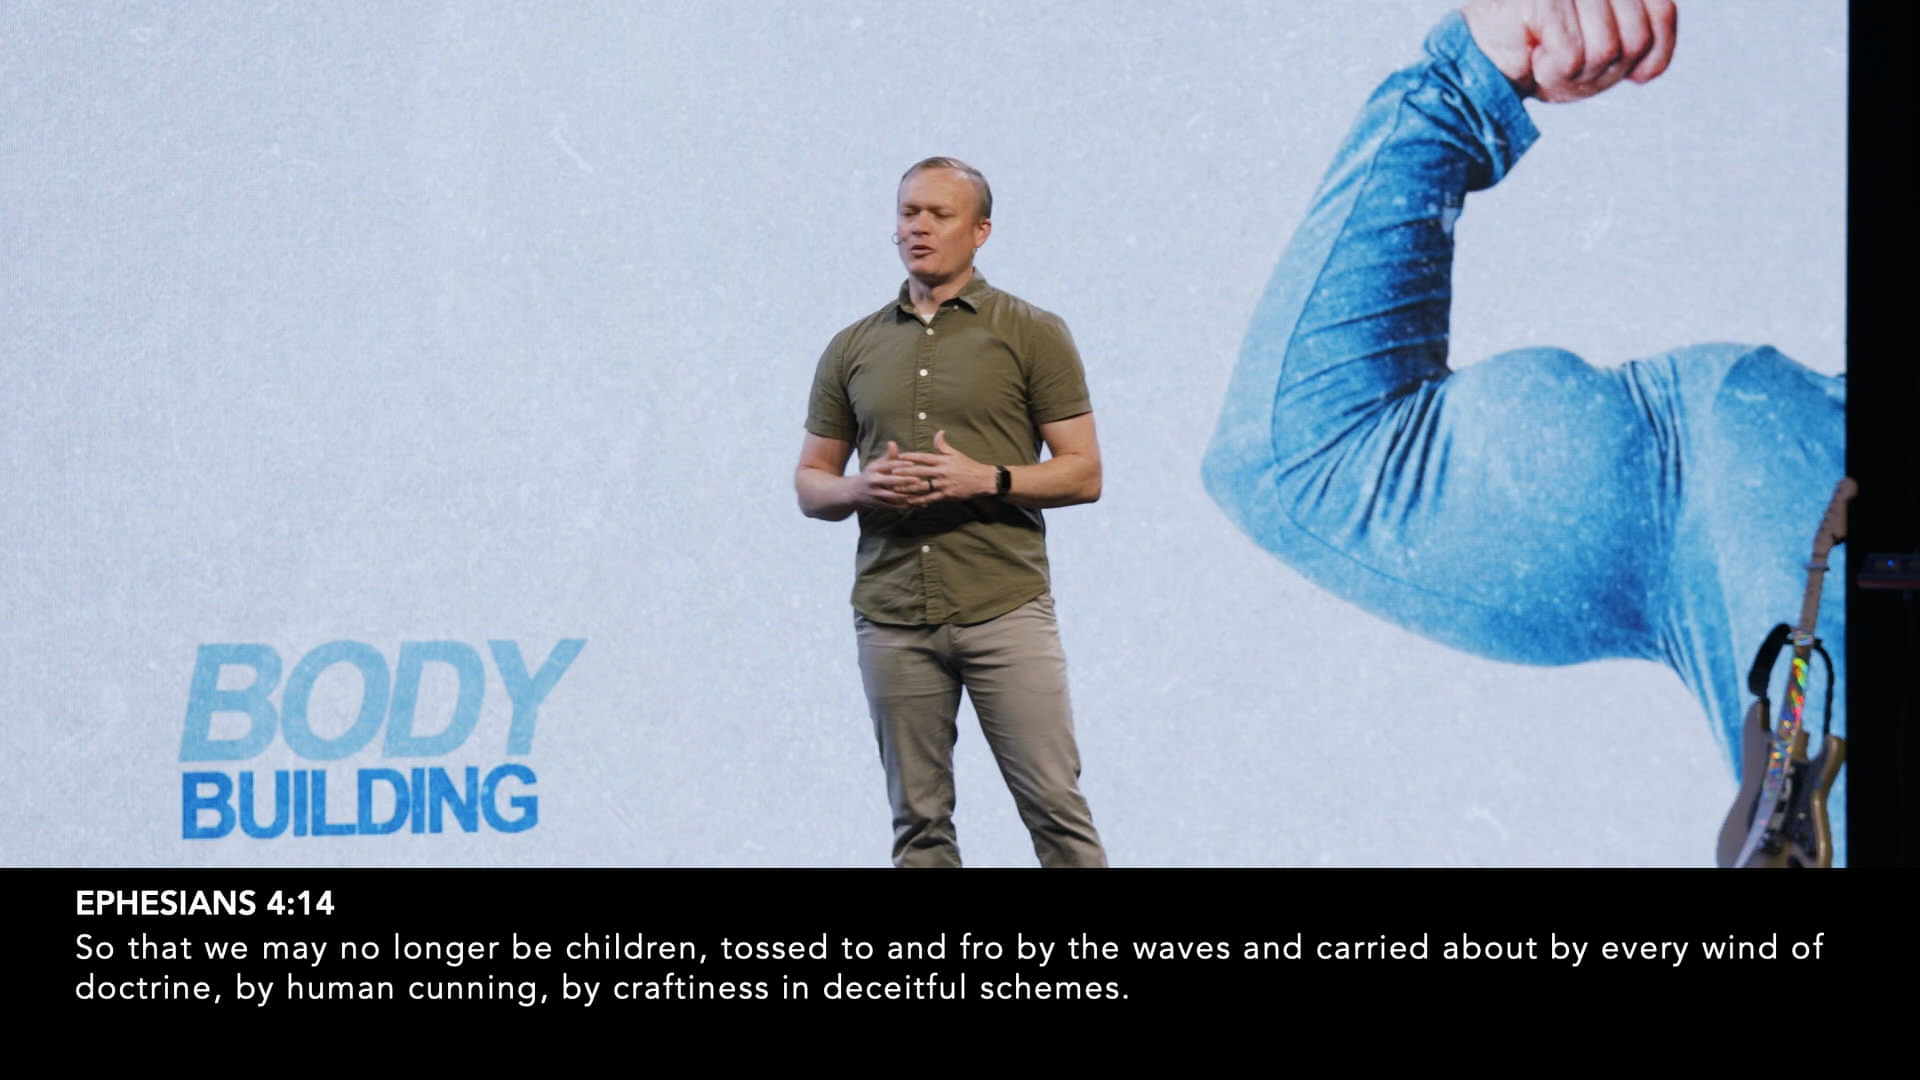 BODY
BUILDING
EPHESIANS 4:14
So that we may no longer be children, tossed to and fro by the waves and carried about by every wind of
doctrine, by human cunning, by craftiness in deceitful schemes.